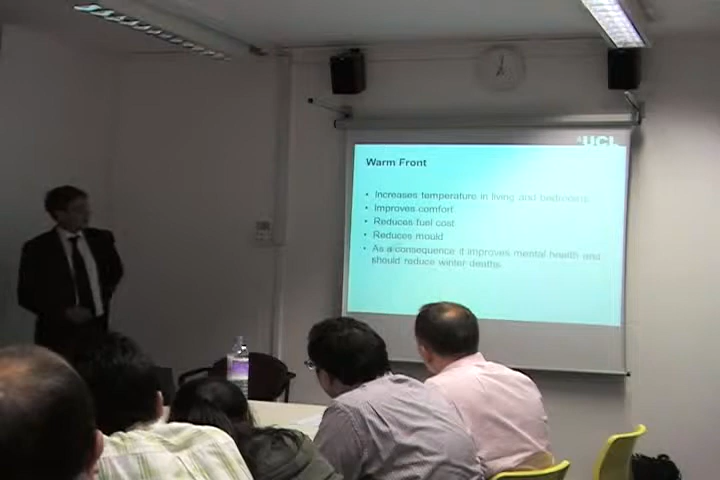 UCL
Warm Front
• Increases temperature in living and bedrooms
• Improves comfort
• Reduces fuel cost
• Reduces mould
• As a consequence it improves mental health and
should reduce winter deaths